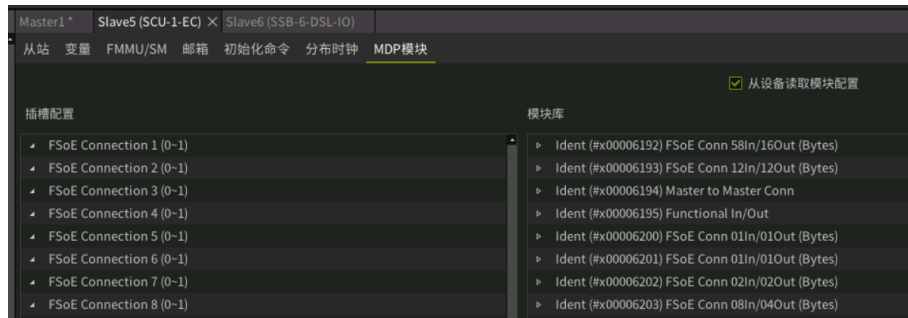 Master1* Slave5 (SCU-1-EC) Slave6 (SSB-6-DSL-IO)
从站 变量 FMMU/SM 邮箱 初始化命令 分布时钟 MDP模块
从设备读取模块配置
插槽配置 模块库
FSoE Connection 1 (0~1) Ident (#x00006192) FSoE Conn 58In/16Out (Bytes)
FSoE Connection 2 (0~1) Ident (#x00006193) FSoE Conn 12In/12Out (Bytes)
FSoE Connection 3 (0~1) Ident (#x00006194) Master to Master Conn
FSoE Connection 4 (0~1) Ident (#x00006195) Functional In/Out
FSoE Connection 5 (0~1) Ident (#x00006200) FSoE Conn 01In/01Out (Bytes)
FSoE Connection 6 (0~1) Ident (#x00006201) FSoE Conn 01In/01Out (Bytes)
FSoE Connection 7 (0~1) Ident (#x00006202) FSoE Conn 02In/02Out (Bytes)
FSoE Connection 8 (0~1) Ident (#x00006203) FSoE Conn 08In/04Out (Bytes)